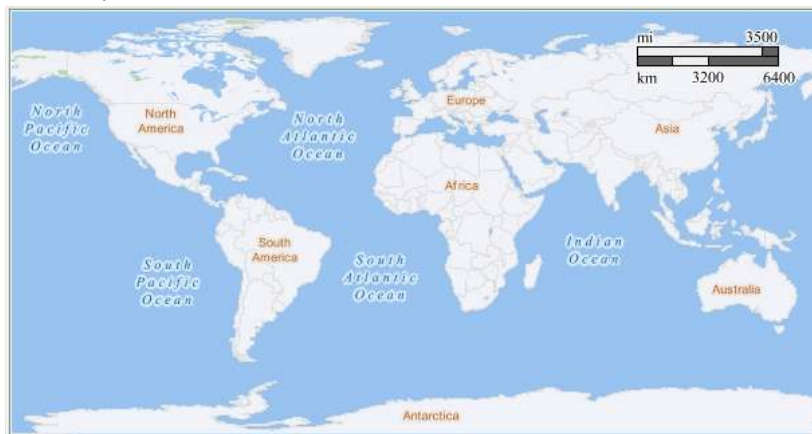 mi 3500
km 3200 6400
North
Pacific
Ocean
North
America
North
Atlantic
Ocean
Europe
Asia
Africa
South
Pacific
Ocean
South
America
South
Atlantic
Ocean
Indian
Ocean
Australia
Antarctica